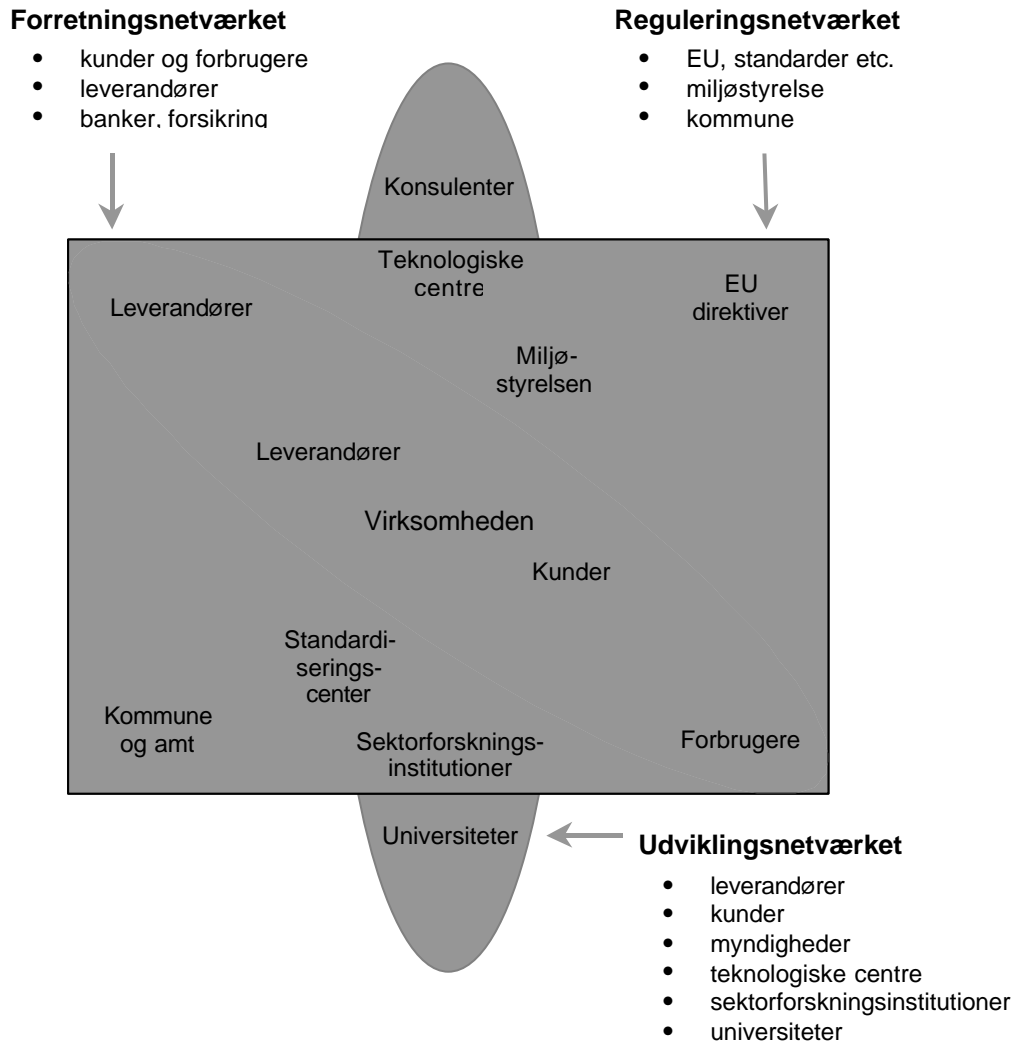 Forretningsnetværket
• kunder og forbrugere
• leverandører
• banker, forsikring
Reguleringsnetværket
• EU, standarder etc.
• miljøstyrelse
• kommune
Konsulenter
Teknologiske
centre
EU
direktiver
Leverandører
Miljø-
styrelsen
Leverandører
Virksomheden
Kunder
Standardi-
serings-
center
Kommune
og amt
Sektorforsknings-
institutioner
Forbrugere
Universiteter
Udviklingsnetværket
• leverandører
• kunder
• myndigheder
• teknologiske centre
• sektorforskningsinstitutioner
• universiteter